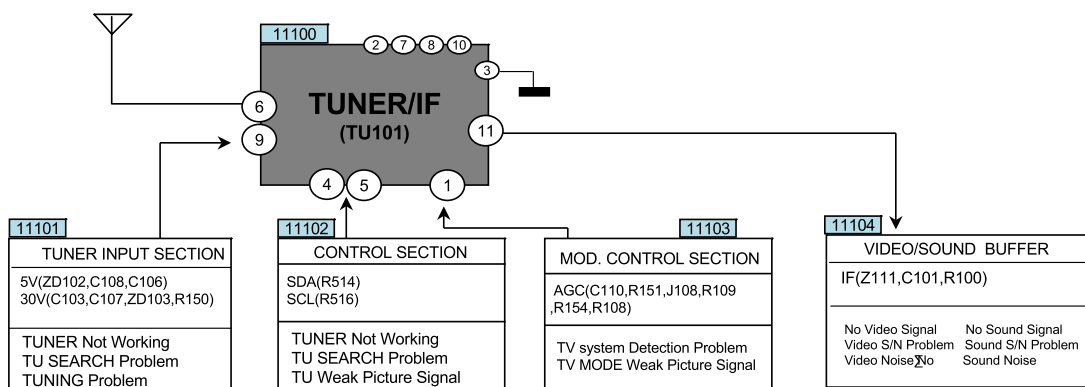 11100
2 7 8 10
3
TUNER/IF
(TU101)
6
9
11
4 5 1
11101
TUNER INPUT SECTION
5V(ZD102,C108,C106)
30V(C103,C107,ZD103,R150)
TUNER Not Working
TU SEARCH Problem
TUNING Problem
11102
CONTROL SECTION
SDA(R514)
SCL(R516)
TUNER Not Working
TU SEARCH Problem
TU Weak Picture Signal
11103
MOD. CONTROL SECTION
AGC(C110,R151,J108,R109
,R154,R108)
TV system Detection Problem
TV MODE Weak Picture Signal
11104
VIDEO/SOUND BUFFER
IF(Z111,C101,R100)
No Video Signal No Sound Signal
Video S/N Problem Sound S/N Problem
Video Noise∑No Sound Noise